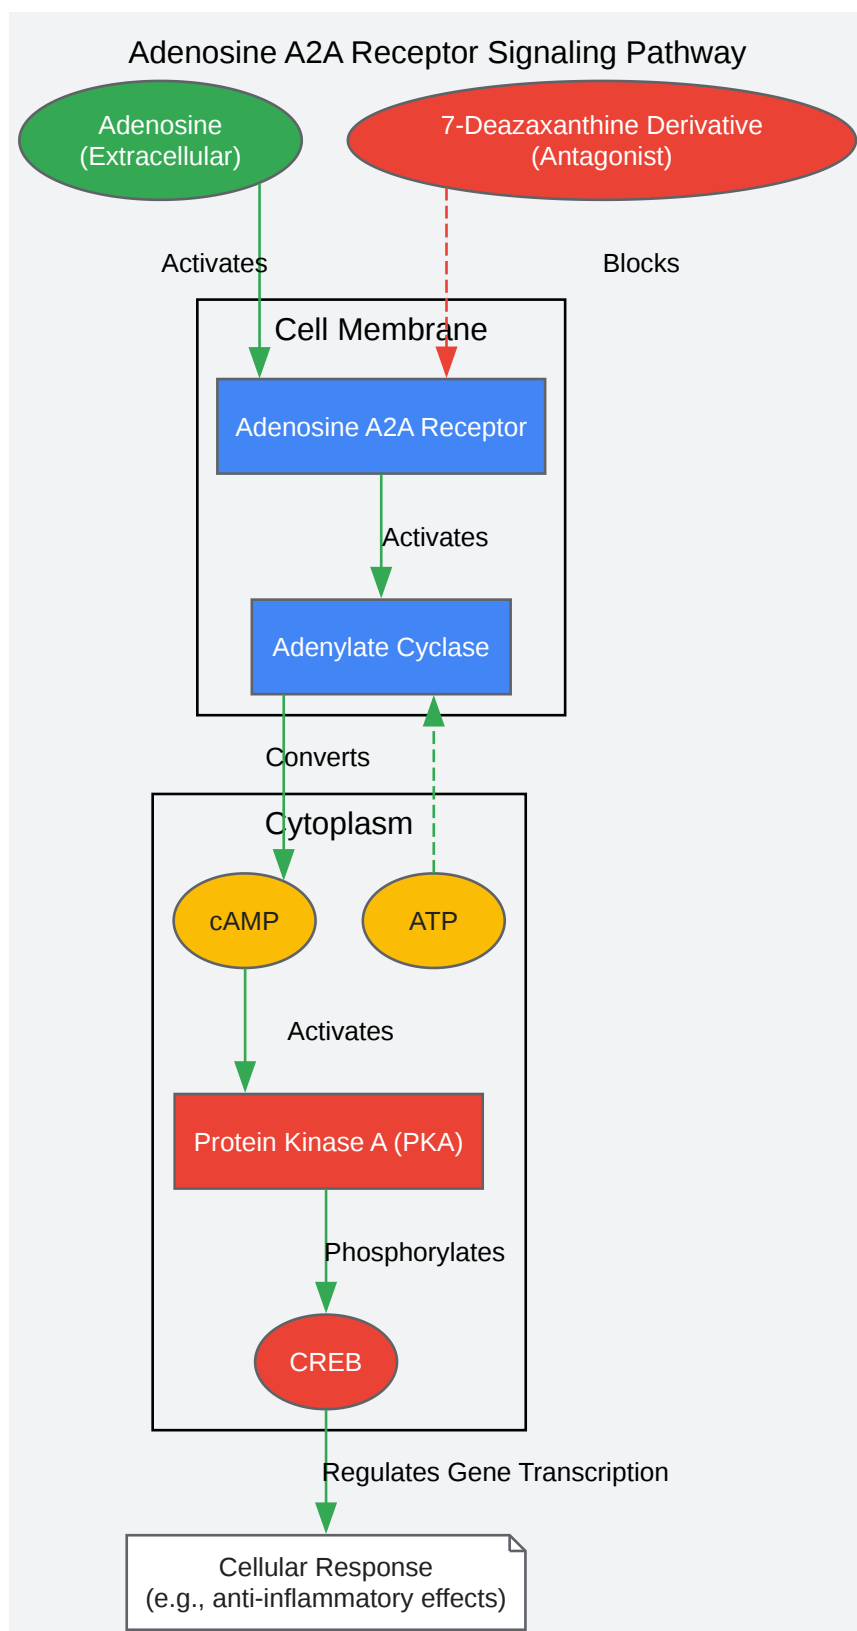 Adenosine A2A Receptor Signaling Pathway
Adenosine
(Extracellular)
7-Deazaxanthine Derivative
(Antagonist)
Activates
Blocks
Cell Membrane
Adenosine A2A Receptor
Activates
Adenylate Cyclase
Converts
Cytoplasm
cAMP
ATP
Activates
Protein Kinase A (PKA)
Phosphorylates
CREB
Regulates Gene Transcription
Cellular Response
(e.g., anti-inflammatory effects)